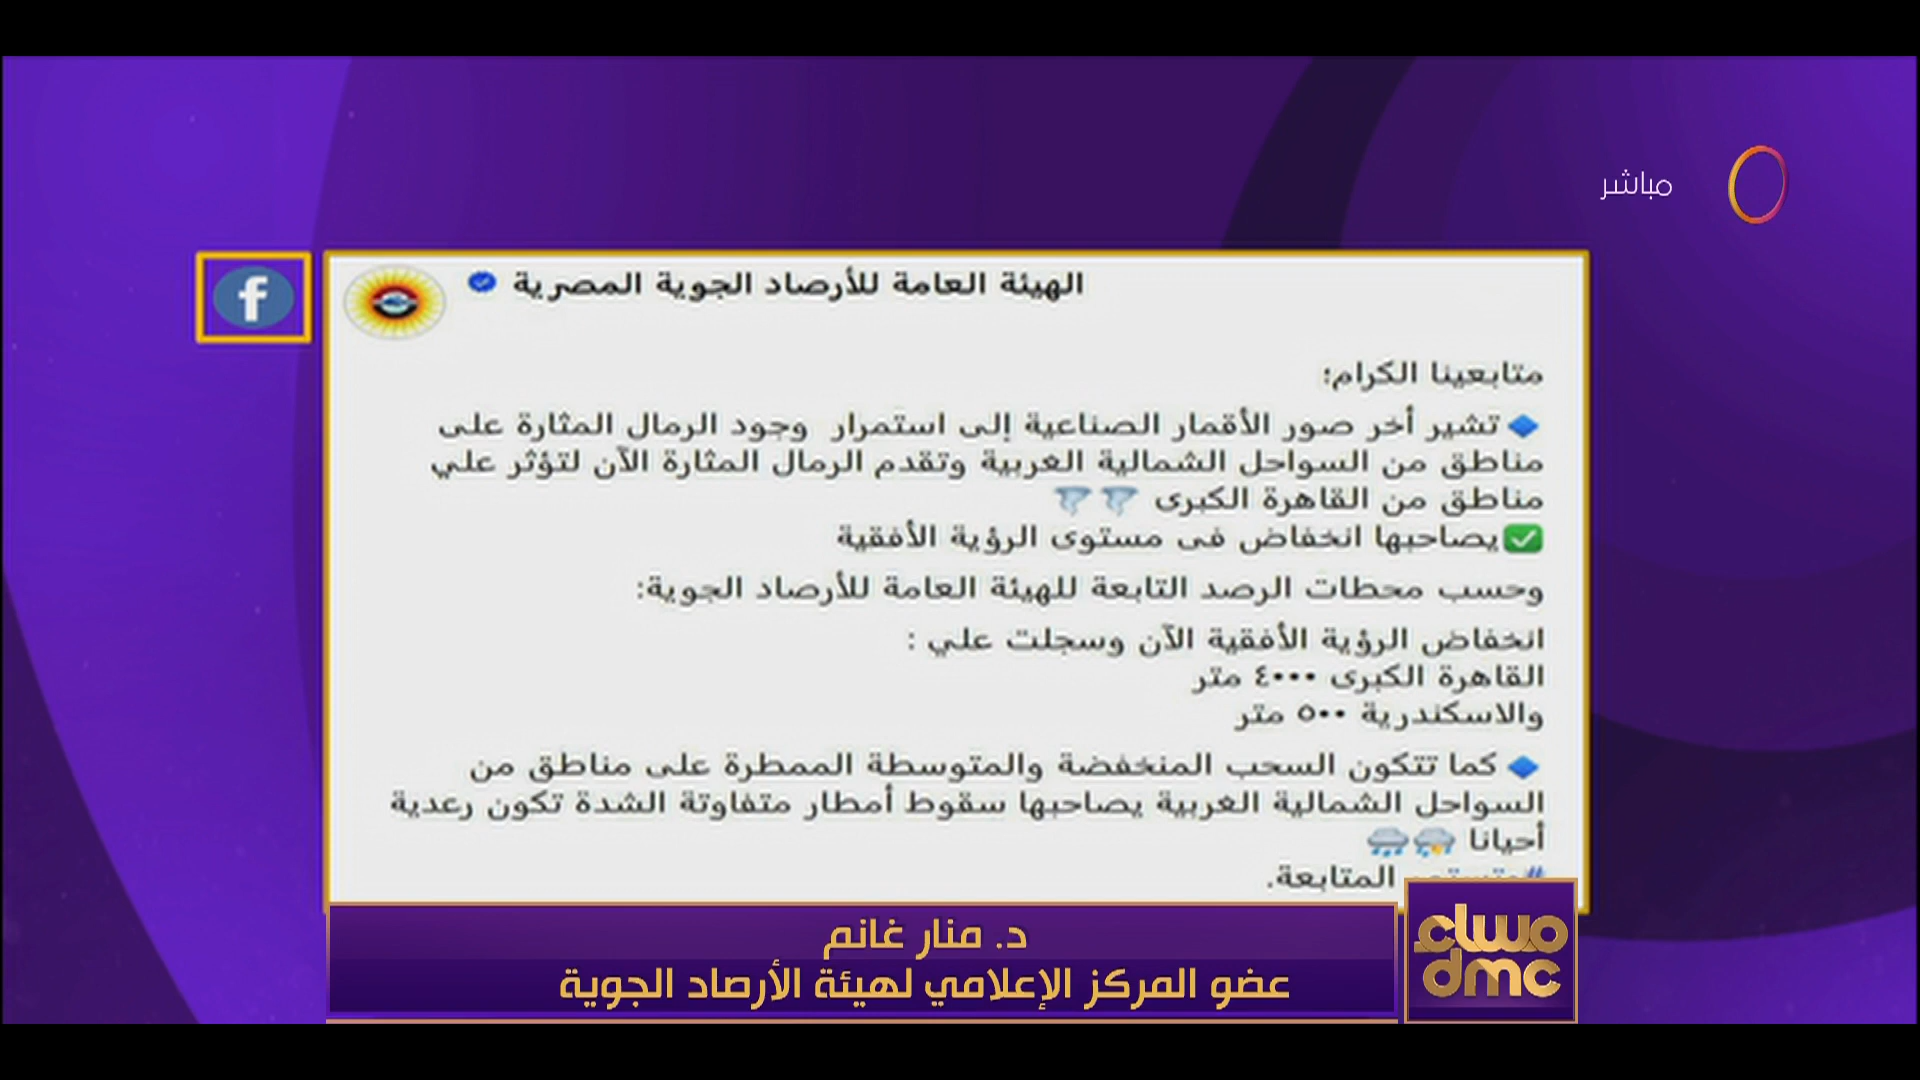 مباشر
الهيئة العامة للأرصاد الجوية المصرية
متابعينا الكرام؛
تشير أخر صور الأقمار الصناعية إلى استمرار وجود الرمال المثارة على
مناطق من السواحل الشمالية الغربية وتقدم الرمال المثارة الآن لتؤثر علي
مناطق من القاهرة الكبرى
يصاحبها انخفاض فى مستوى الرؤية الأفقية
وحسب محطات الرصد التابعة للهيئة العامة للأرصاد الجوية:
انخفاض الرؤية الأفقية الآن وسجلت علي :
القاهرة الكبرى ٤٠٠٠ متر
والاسكندرية ٥٠٠ متر
كما تتكون السحب المنخفضة والمتوسطة الممطرة على مناطق من
السواحل الشمالية الغربية يصاحبها سقوط أمطار متفاوتة الشدة تكون رعدية
أحيانا
المتابعة.
د. منار غانم
عضو المركز الإعلامي لهيئة الأرصاد الجوية
مساء
dmc